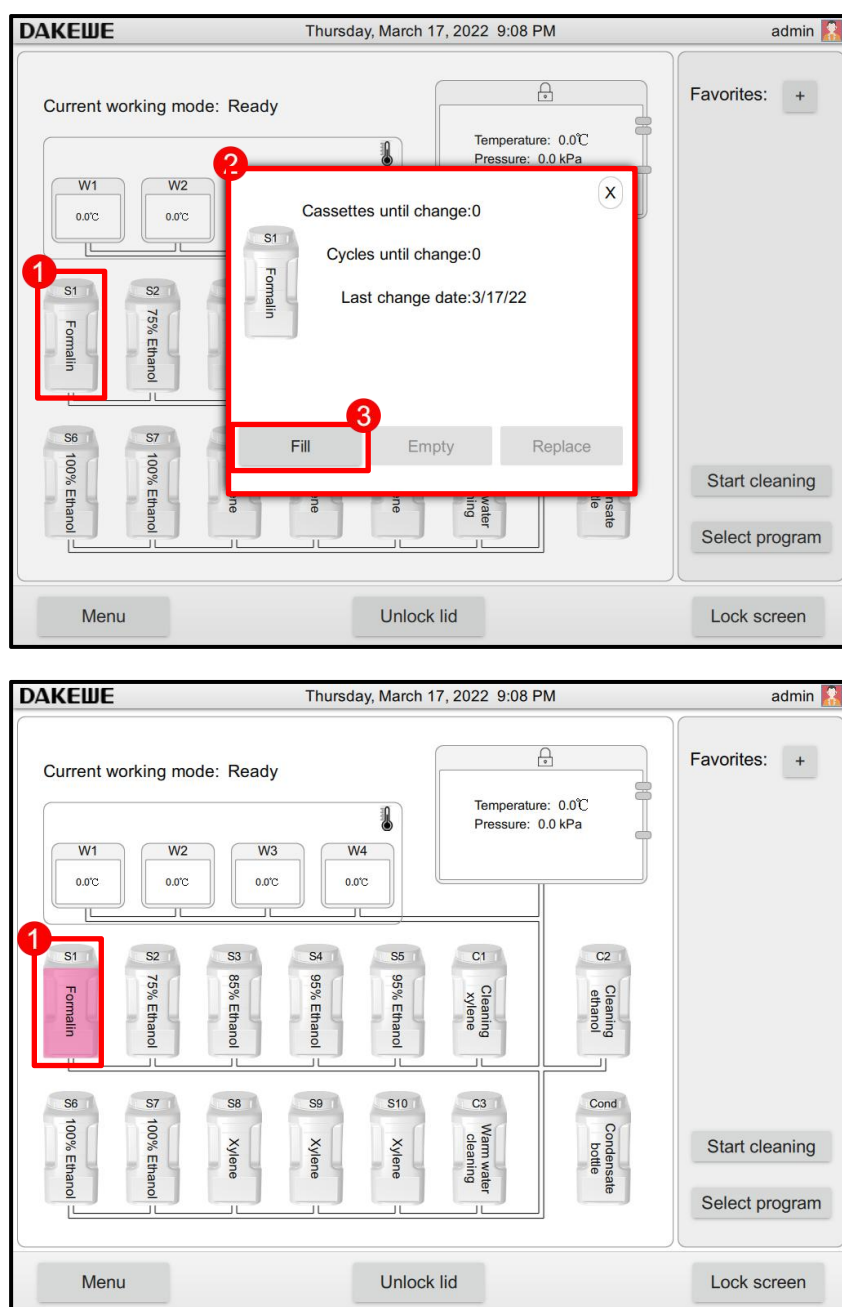 DAKEWE Thursday, March 17, 2022 9:08 PM admin
Current working mode: Ready
Favorites: +
Temperature: 0.0℃
Pressure: 0.0 kPa
W1 W2
0.0℃ 0.0℃
2
X
Cassettes until change:0
S1
Formalin
Cycles until change:0
Last change date:3/17/22
1
S1 S2
Formalin
75% Ethanol
3
Fill Empty Replace
S6 S7
100% Ethanol
100% Ethanol
Start cleaning
Select program
Menu Unlock lid Lock screen
DAKEWE Thursday, March 17, 2022 9:08 PM admin
Current working mode: Ready
Favorites: +
Temperature: 0.0℃
Pressure: 0.0 kPa
W1 W2 W3 W4
0.0℃ 0.0℃ 0.0℃ 0.0℃
1
S1 S2 S3 S4 S5 C1 C2
Formalin
75% Ethanol
85% Ethanol
95% Ethanol
95% Ethanol
Cleaning
xylene
Cleaning
ethanol
S6 S7 S8 S9 S10 C3 Cond
100% Ethanol
100% Ethanol
Xylene
Xylene
Xylene
Warm water
cleaning
Condensate
bottle
Start cleaning
Select program
Menu Unlock lid Lock screen